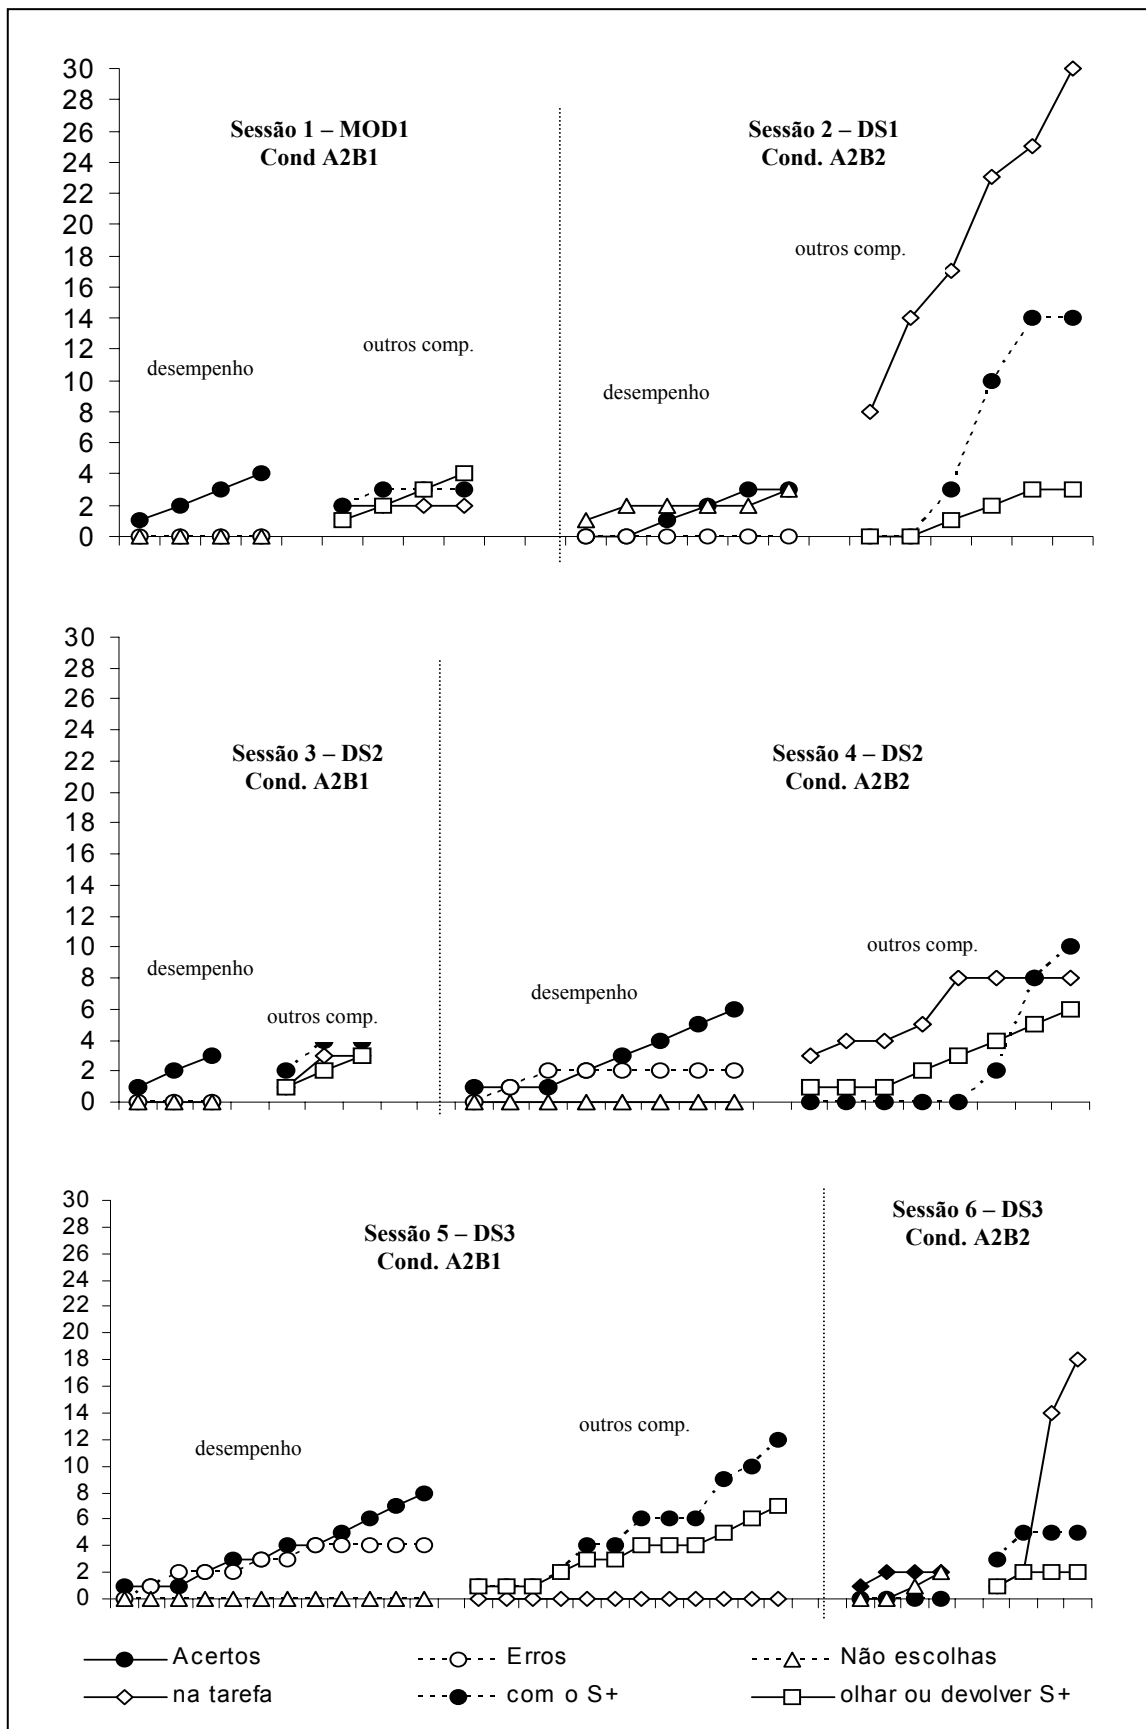 30
28
26
24
22
20
18
16
14
12
10
8
6
4
2
0
Sessão 1 – MOD1
Cond A2B1
Sessão 2 – DS1
Cond. A2B2
outros comp.
outros comp.
desempenho
desempenho
30
28
26
24
22
20
18
16
14
12
10
8
6
4
2
0
Sessão 3 – DS2
Cond. A2B1
Sessão 4 – DS2
Cond. A2B2
outros comp.
desempenho
desempenho
outros comp.
30
28
26
24
22
20
18
16
14
12
10
8
6
4
2
0
Sessão 5 – DS3
Cond. A2B1
Sessão 6 – DS3
Cond. A2B2
outros comp.
desempenho
Acertos Erros Não escolhas
na tarefa com o S+ olhar ou devolver S+